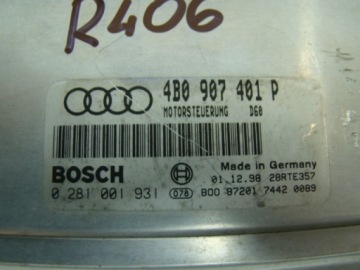 R406
4B0 907 401 P
MOTORSTEUERUNG D60
BOSCH
Made in Germany
01.12.98 28RTE357
0 281 001 931 078 800 87201 7442 0089